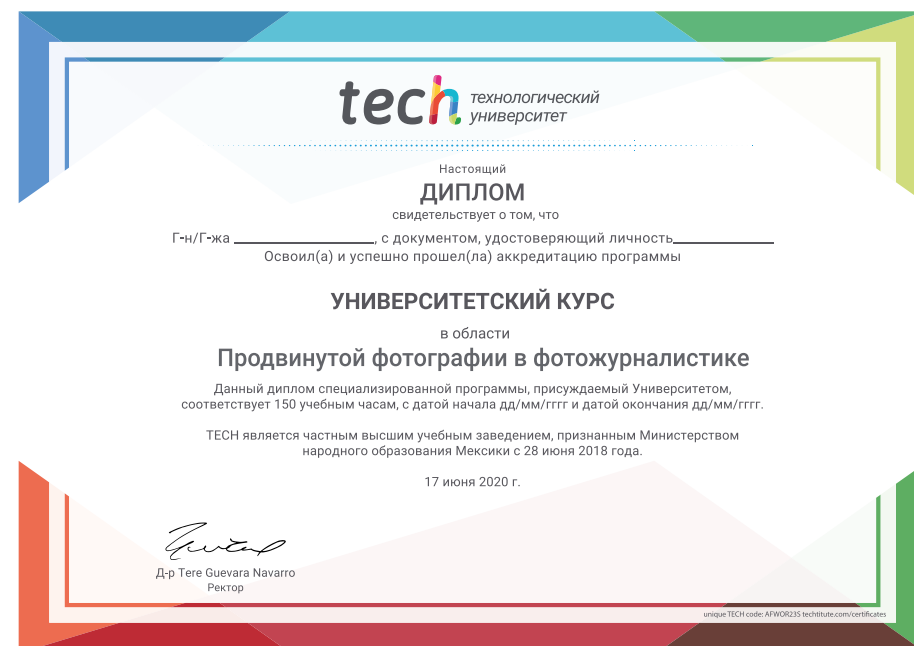 tech технологический
университет
Настоящий
ДИПЛОМ
свидетельствует о том, что
Г-н/Г-жа ______________, с документом, удостоверяющий личность__________
Освоил(а) и успешно прошел(ла) аккредитацию программы
УНИВЕРСИТЕТСКИЙ КУРС
в области
Продвинутой фотографии в фотожурналистике
Данный диплом специализированной программы, присуждаемый Университетом,
соответствует 150 учебным часам, с датой начала дд/мм/гггг и датой окончания дд/мм/гггг.
TECH является частным высшим учебным заведением, признанным Министерством
народного образования Мексики с 28 июня 2018 года.
17 июня 2020 г.
Д-р Tere Guevara Navarro
Ректор
unique TECH code: AFWOR23S techtitute.com/certificates